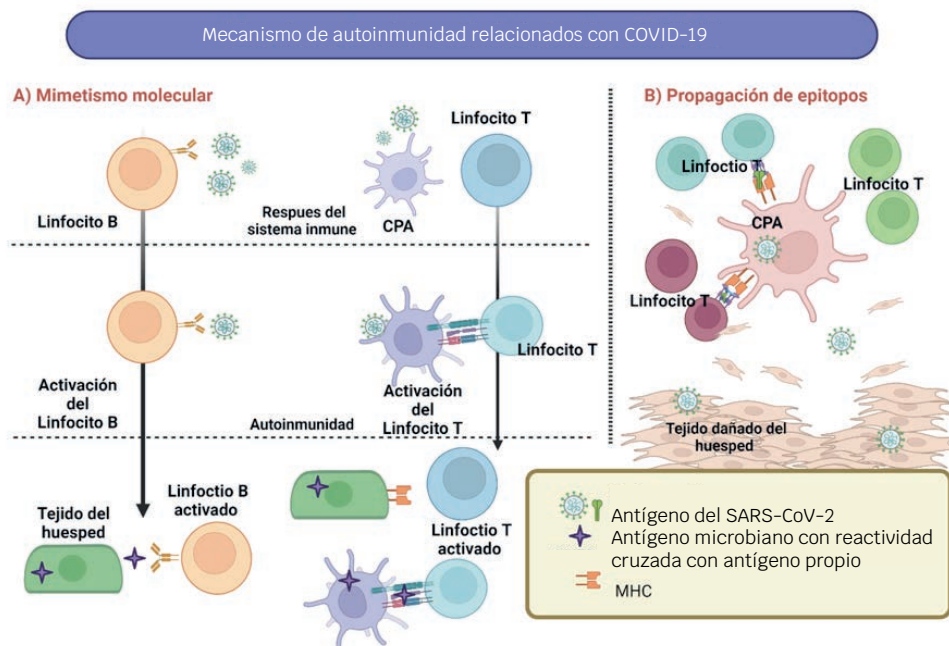 Mecanismo de autoinmunidad relacionados con COVID-19
A) Mimetismo molecular
Linfocito B
Respues del
sistema inmune
CPA
Linfocito T
Activación
del
Linfocito B
Activación
del
Linfocito T
Linfocito T
Autoinmunidad
Tejido del
huesped
Linfoctio B
activado
Linfoctio T
activado
B) Propagación de epitopos
Linfoctio T
Linfocito T
CPA
Linfocito T
Tejido dañado del
huesped
Antígeno del SARS-CoV-2
Antígeno microbiano con reactividad
cruzada con antígeno propio
MHC